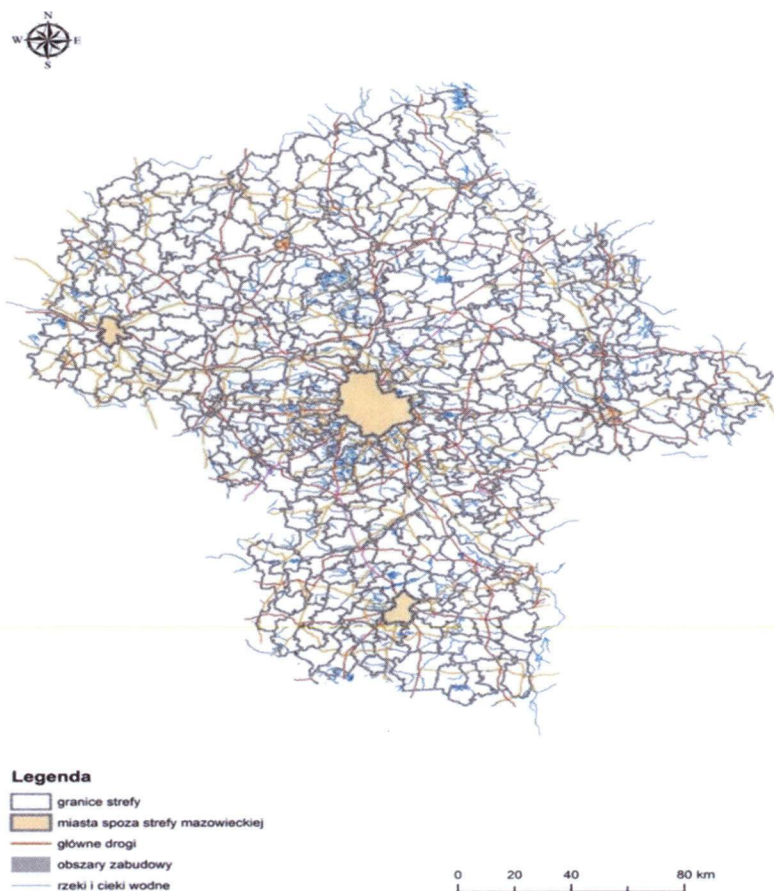 N
W E
S
Legenda
granice strefy
miasta spoza strefy mazowieckiej
główne drogi
obszary zabudowy
rzeki i cieki wodne
0 20 40 80 km